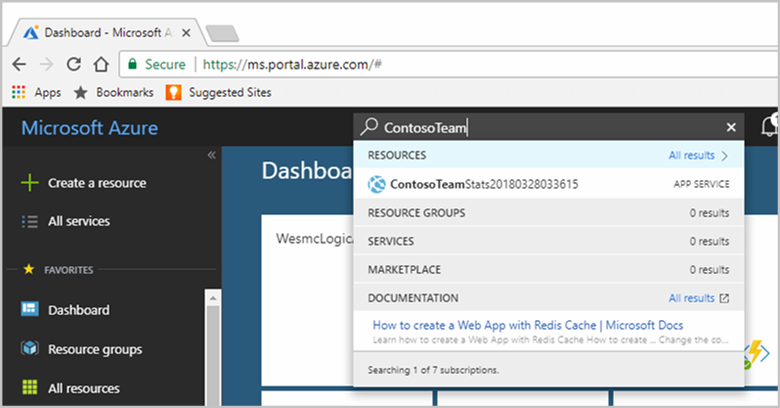 Dashboard - Microsoft A
Secure https://ms.portal.azure.com/#
Apps Bookmarks Suggested Sites
Microsoft Azure
ContosoTeam
RESOURCES All results
ContosoTeamStats20180328033615 APP SERVICE
RESOURCE GROUPS 0 results
SERVICES 0 results
MARKETPLACE 0 results
DOCUMENTATION All results
How to create a Web App with Redis Cache | Microsoft Docs
Learn how to create a Web App with Redis Cache How to create ... Change the co...
Searching 1 of 7 subscriptions.
Dashboa
WesmcLogic
Create a resource
All services
FAVORITES
Dashboard
Resource groups
All resources